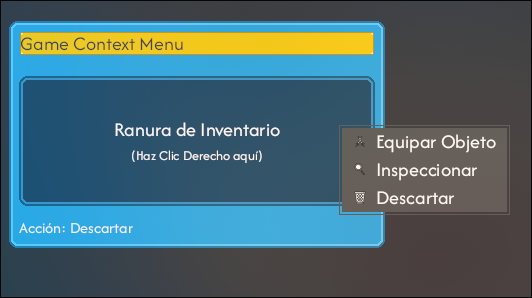 Game Context Menu
Ranura de Inventario
(Haz Clic Derecho aquí)
Equipar Objeto
Inspeccionar
Descartar
Acción: Descartar